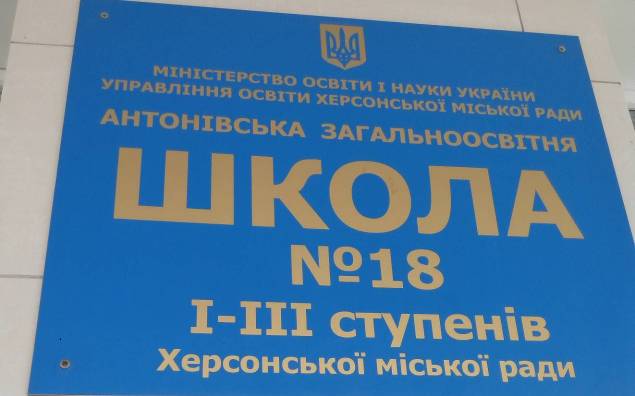 МІНІСТЕРСТВО ОСВІТИ І НАУКИ УКРАЇНИ
УПРАВЛІННЯ ОСВІТИ ХЕРСОНСЬКОЇ МІСЬКОЇ РАДИ
АНТОНІВСЬКА ЗАГАЛЬНООСВІТНЯ
ШКОЛА
№18
І-ІІІ ступенів
Херсонської міської ради